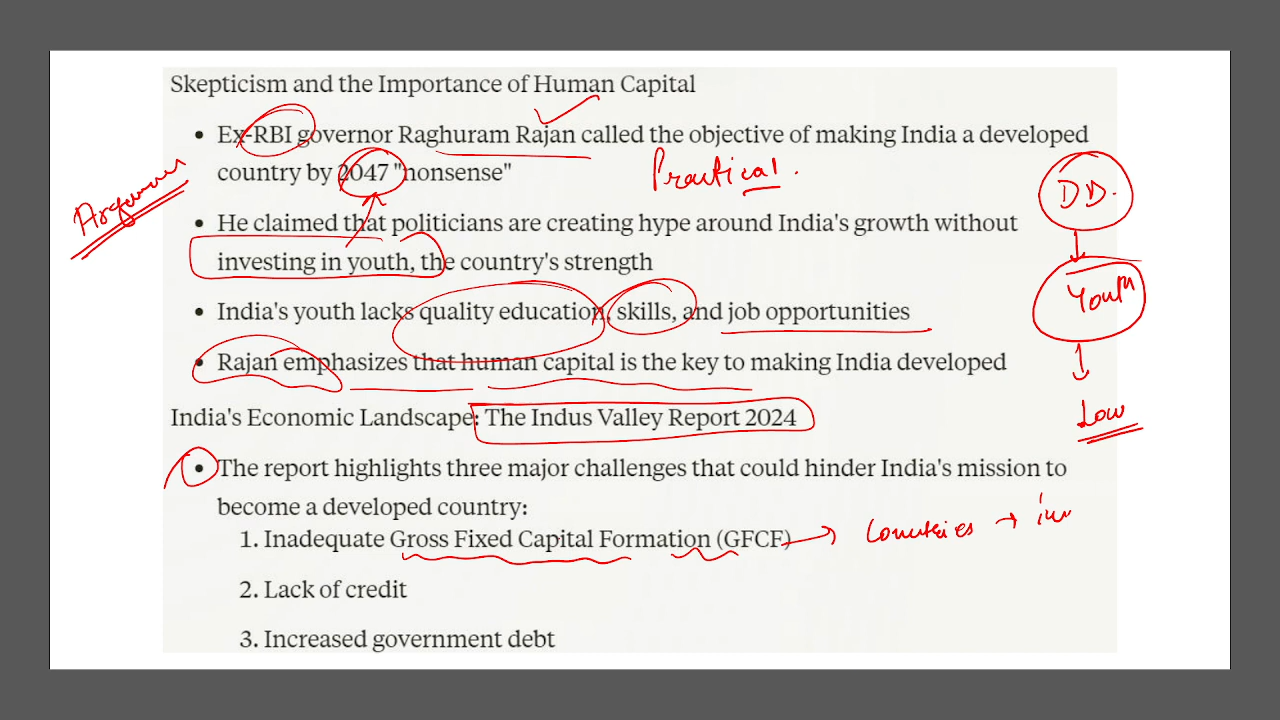 Skepticism and the Importance of Human Capital
• Ex-RBI governor Raghuram Rajan called the objective of making India a developed
country by 2047 "nonsense"
Practical.
• He claimed that politicians are creating hype around India's growth without
investing in youth, the country's strength
• India's youth lacks quality education, skills, and job opportunities
• Rajan emphasizes that human capital is the key to making India developed
DD.
Youth
Low
India's Economic Landscape: The Indus Valley Report 2024
• The report highlights three major challenges that could hinder India's mission to
become a developed country:
1. Inadequate Gross Fixed Capital Formation (GFCF) → Countries →
2. Lack of credit
3. Increased government debt